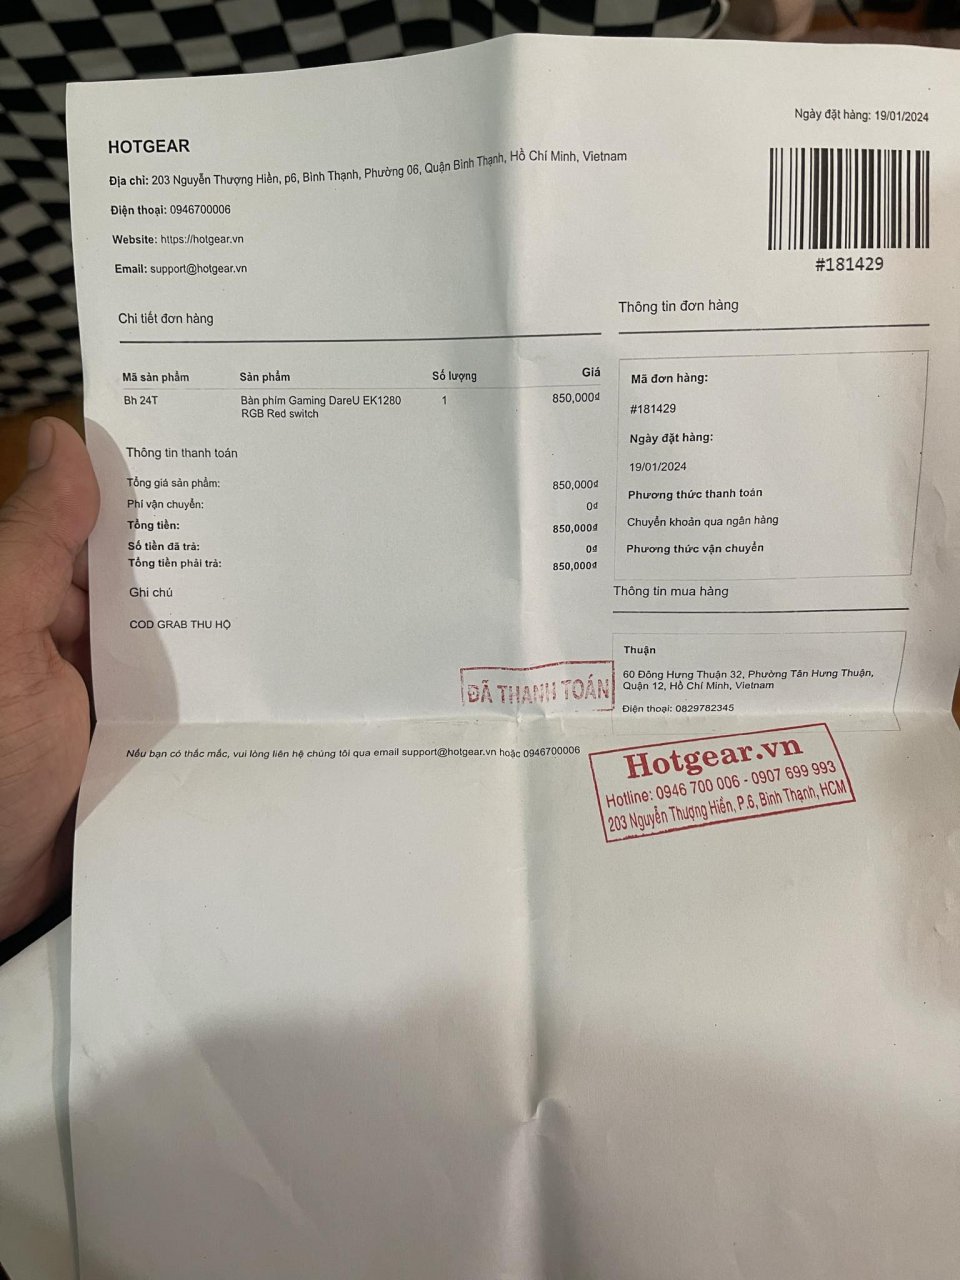 Ngày đặt hàng: 19/01/2024
HOTGEAR
Địa chỉ: 203 Nguyễn Thượng Hiền, p6, Bình Thạnh, Phường 06, Quận Bình Thạnh, Hồ Chí Minh, Vietnam
Điện thoại: 0946700006
Website: https://hotgear.vn
Email: support@hotgear.vn
#181429
Chi tiết đơn hàng
Mã sản phẩm Sản phẩm Số lượng Giá
Bh 24T Bàn phím Gaming DareU EK1280 1 850,000₫
RGB Red switch
Thông tin thanh toán
Tổng giá sản phẩm: 850,000₫
Phí vận chuyển: 0₫
Tổng tiền: 850,000₫
Số tiền đã trả: 0₫
Tổng tiền phải trả: 850,000₫
Ghi chú
COD GRAB THU HỘ
Thông tin đơn hàng
Mã đơn hàng:
#181429
Ngày đặt hàng:
19/01/2024
Phương thức thanh toán
Chuyển khoản qua ngân hàng
Phương thức vận chuyển
Thông tin mua hàng
Thuận
60 Đông Hưng Thuận 32, Phường Tân Hưng Thuận,
Quận 12, Hồ Chí Minh, Vietnam
Điện thoại: 0829782345
ĐÃ THANH TOÁN
Nếu bạn có thắc mắc, vui lòng liên hệ chúng tôi qua email support@hotgear.vn hoặc 0946700006
Hotgear.vn
Hotline: 0946 700 006 - 0907 699 993
203 Nguyễn Thượng Hiền, P.6, Bình Thạnh, HCM